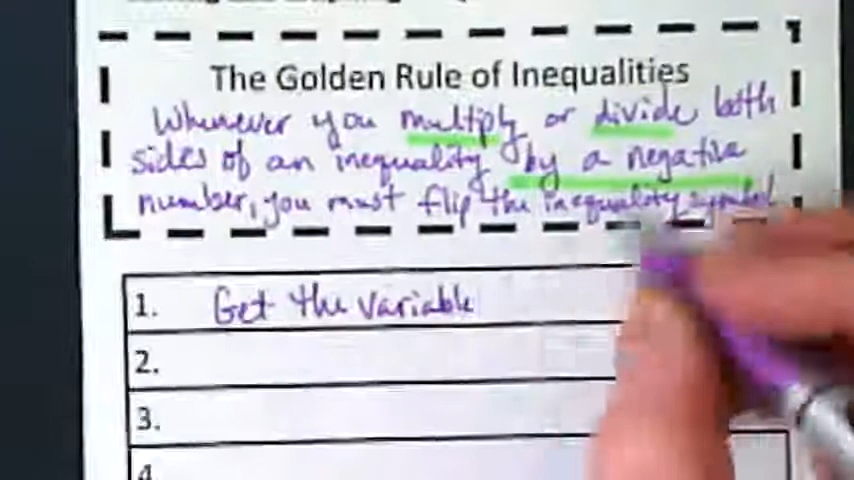 The Golden Rule of Inequalities
Whenever you multiply or divide both
sides of an inequality by a negative
number, you must flip the inequality symbol
1. Get the variable
2.
3.
4